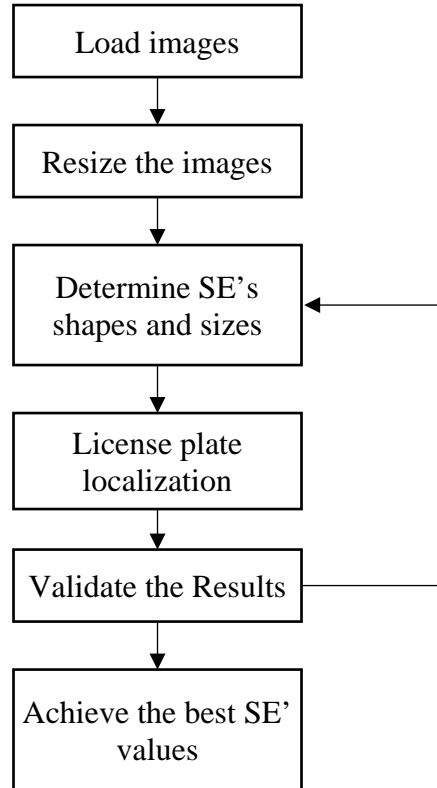 Load images
Resize the images
Determine SE’s
shapes and sizes
License plate
localization
Validate the Results
Achieve the best SE’
values